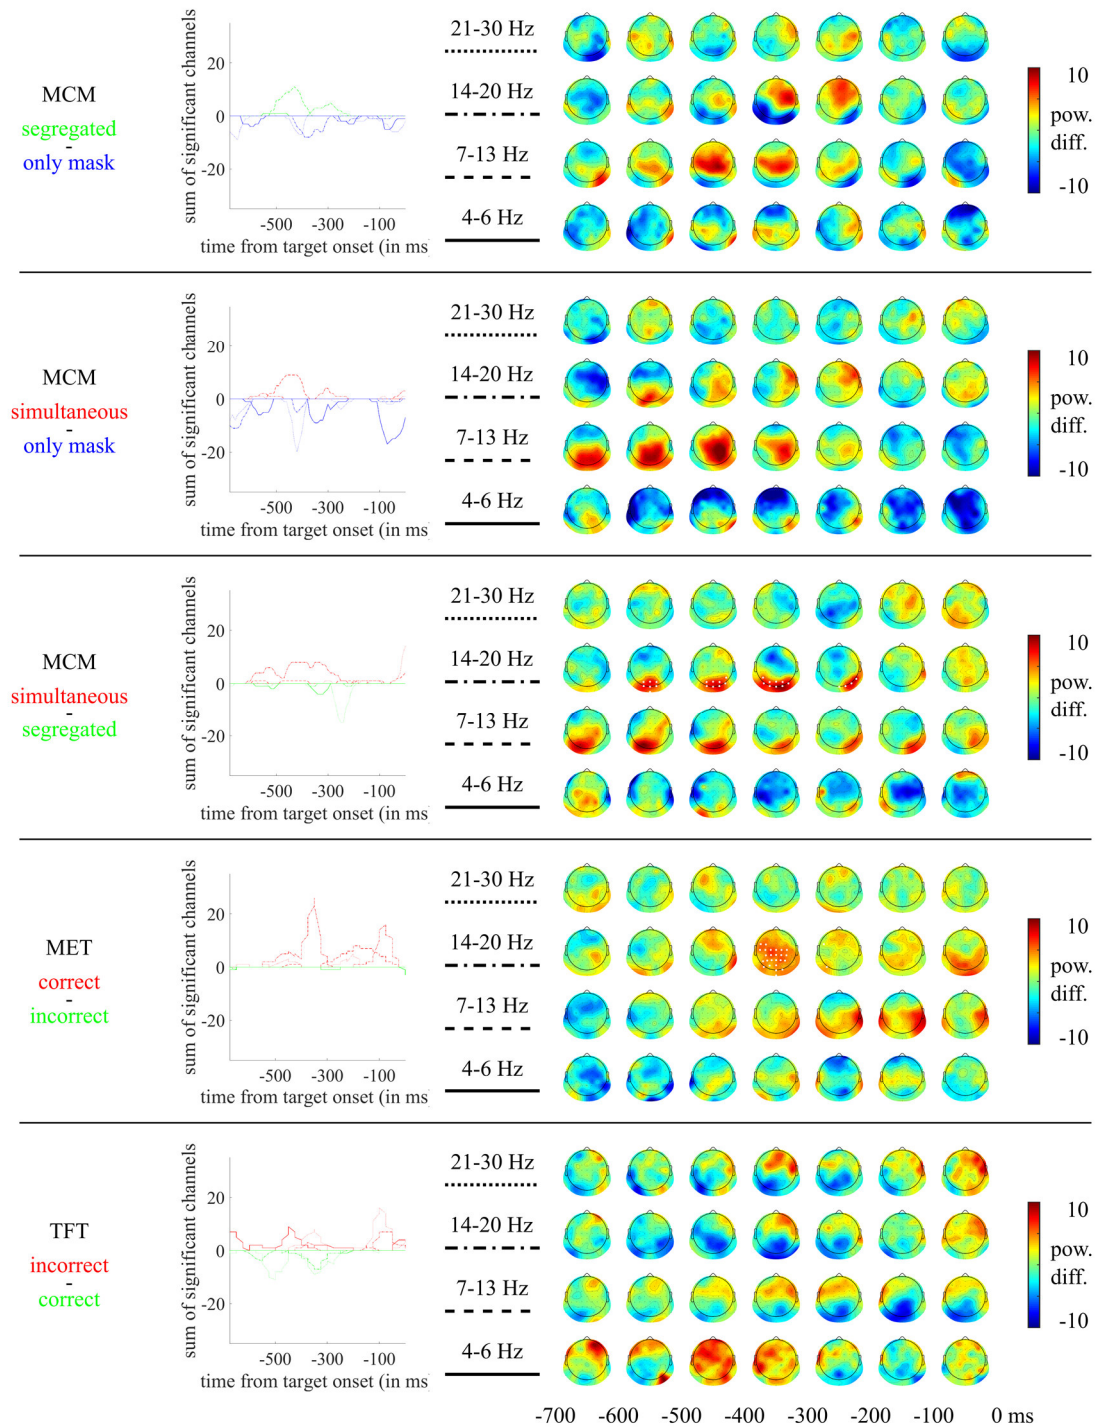 MCM
segregated
-
only mask
sum of significant channels
20
0
-20
-500 -300 -100
time from target onset (in ms)
21-30 Hz
14-20 Hz
7-13 Hz
4-6 Hz
10
pow.
diff.
-10
MCM
simultaneous
-
only mask
sum of significant channels
20
0
-20
-500 -300 -100
time from target onset (in ms)
21-30 Hz
14-20 Hz
7-13 Hz
4-6 Hz
10
pow.
diff.
-10
MCM
simultaneous
-
segregated
sum of significant channels
20
0
-20
-500 -300 -100
time from target onset (in ms)
21-30 Hz
14-20 Hz
7-13 Hz
4-6 Hz
10
pow.
diff.
-10
MET
correct
-
incorrect
sum of significant channels
20
0
-20
-500 -300 -100
time from target onset (in ms)
21-30 Hz
14-20 Hz
7-13 Hz
4-6 Hz
10
pow.
diff.
-10
TFT
incorrect
-
correct
sum of significant channels
20
0
-20
-500 -300 -100
time from target onset (in ms)
21-30 Hz
14-20 Hz
7-13 Hz
4-6 Hz
10
pow.
diff.
-10
-700 -600 -500 -400 -300 -200 -100 0 ms